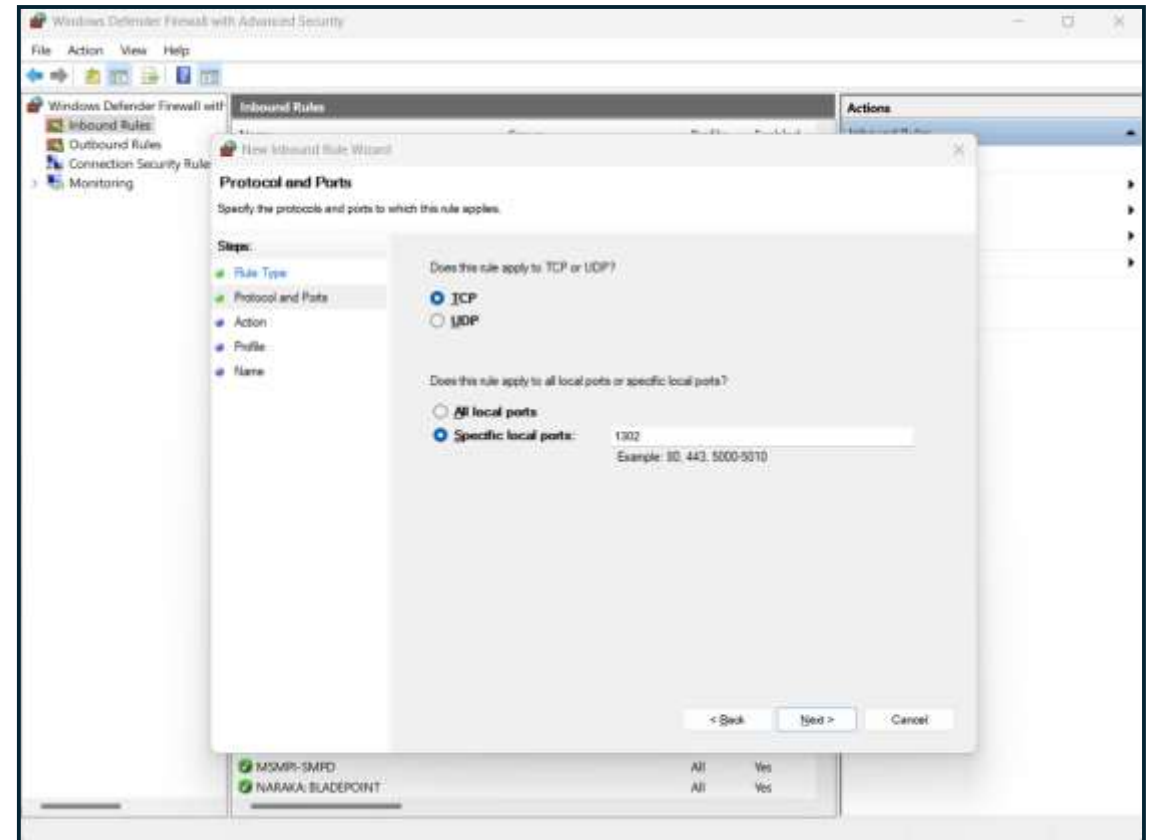 Windows Defender Firewall with Advanced Security
File Action View Help
Windows Defender Firewall with
Inbound Rules
Outbound Rules
Connection Security Rule
Monitoring
Inbound Rules
Actions
New Inbound Rule Wizard
Protocol and Ports
Specify the protocols and ports to which this rule applies.
Steps:
Rule Type
Protocol and Ports
Action
Profile
Name
Does this rule apply to TCP or UDP?
TCP
UDP
Does this rule apply to all local ports or specific local ports?
All local ports
Specific local ports: 1302
Example: 80, 443, 5000-5010
< Back Next > Cancel
MSMPI-SMPD All Yes
NARAKA: BLADEPOINT All Yes